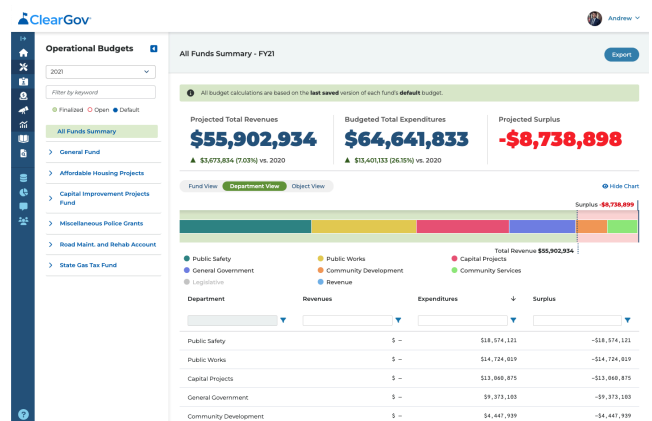 ClearGov
Andrew
Operational Budgets
2021
Filter by keyword
Finalized Open Default
All Funds Summary
General Fund
Affordable Housing Projects
Capital Improvement Projects
Fund
Miscellaneous Police Grants
Road Maint. and Rehab Account
State Gas Tax Fund
All Funds Summary - FY21
Export
All budget calculations are based on the last saved version of each fund's default budget.
Projected Total Revenues
$55,902,934
▲ $3,673,834 (7.03%) vs. 2020
Budgeted Total Expenditures
$64,641,833
▲ $13,401,133 (26.15%) vs. 2020
Projected Surplus
-$8,738,898
Fund View Department View Object View
Hide Chart
Surplus -$8,738,899
Total Revenue $55,902,934
Public Safety Public Works Capital Projects
General Government Community Development Community Services
Legislative Revenue
Department Revenues Expenditures ↓ Surplus
Public Safety $ – $18,574,121 -$18,574,121
Public Works $ – $14,724,019 -$14,724,019
Capital Projects $ – $13,060,875 -$13,060,875
General Government $ – $9,373,103 -$9,373,103
Community Development $ – $4,447,939 -$4,447,939